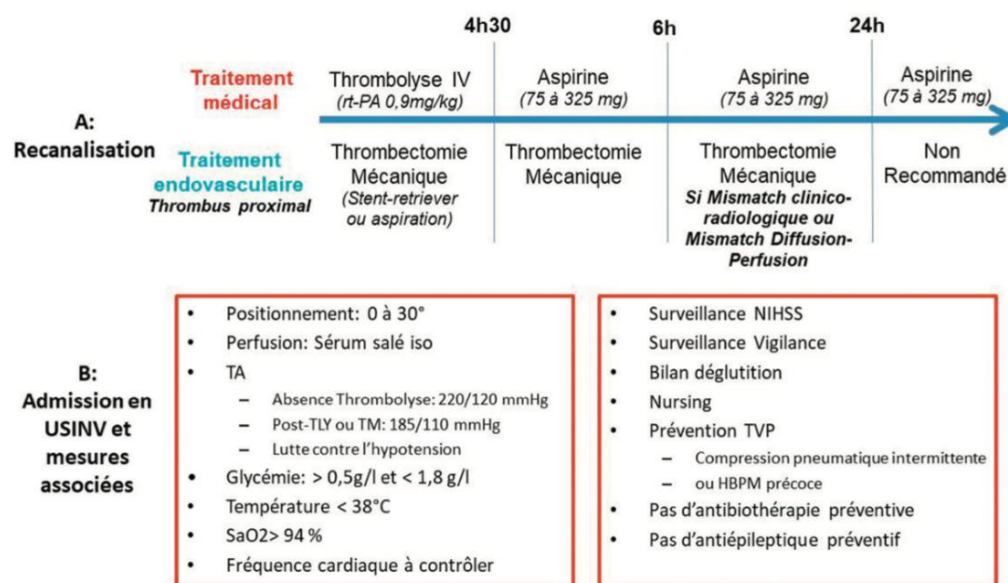 4h30
6h
24h
Traitement
médical
Thrombolyse IV
(rt-PA 0,9mg/kg)
Aspirine
(75 à 325 mg)
Aspirine
(75 à 325 mg)
Aspirine
(75 à 325 mg)
A:
Recanalisation
Traitement
endovasculaire
Thrombus proximal
Thrombectomie
Mécanique
(Stent-retriever
ou aspiration)
Thrombectomie
Mécanique
Thrombectomie
Mécanique
Si Mismatch clinico-
radiologique ou
Mismatch Diffusion-
Perfusion
Non
Recommandé
B:
Admission en
USINV et
mesures
associées
• Positionnement: 0 à 30°
• Perfusion: Sérum salé iso
• TA
– Absence Thrombolyse: 220/120 mmHg
– Post-TLY ou TM: 185/110 mmHg
– Lutte contre l'hypotension
• Glycémie: > 0,5g/l et < 1,8 g/l
• Température < 38°C
• SaO2> 94 %
• Fréquence cardiaque à contrôler
• Surveillance NIHSS
• Surveillance Vigilance
• Bilan déglutition
• Nursing
• Prévention TVP
– Compression pneumatique intermittente
– ou HBPM précoce
• Pas d'antibiothérapie préventive
• Pas d'antiépileptique préventif